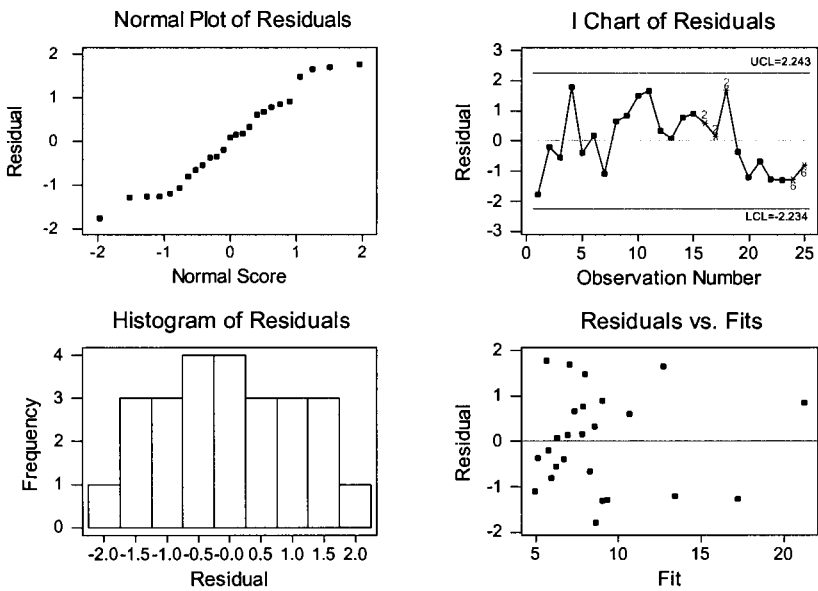 Normal Plot of Residuals
2
1
0
-1
-2
Residual
-2
-1
0
1
2
Normal Score
I Chart of Residuals
3
2
1
0
-1
-2
-3
Residual
UCL=2.243
2
2
2
6
6
6
LCL=-2.234
0
5
10
15
20
25
Observation Number
Histogram of Residuals
4
3
2
1
0
Frequency
-2.0 -1.5 -1.0 -0.5 -0.0 0.5 1.0 1.5 2.0
Residual
Residuals vs. Fits
2
1
0
-1
-2
Residual
5
10
15
20
Fit